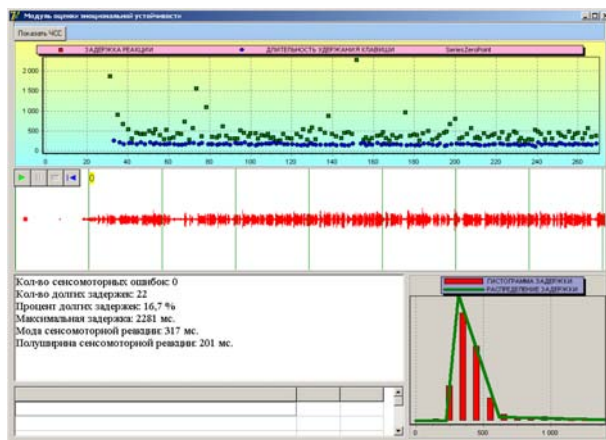 Модуль оценки эмоциональной устойчивости
Показать ЧСС
ЗАДЕРЖКА РЕАКЦИИ ДЛИТЕЛЬНОСТЬ УДЕРЖАНИЯ КЛАВИШИ SeriesZeroPoint
2 000
1 500
1 000
500
0
0 20 40 60 80 100 120 140 160 180 200 220 240 260
0
Кол-во сенсомоторных ошибок: 0
Кол-во долгих задержек: 22
Процент долгих задержек: 16,7 %
Максимальная задержка: 2281 мс.
Мода сенсомоторной реакции: 317 мс.
Полуширина сенсомоторной реакции: 201 мс.
ГИСТОГРАММА ЗАДЕРЖКИ
РАСПРЕДЕЛЕНИЕ ЗАДЕРЖКИ
0 500 1 000